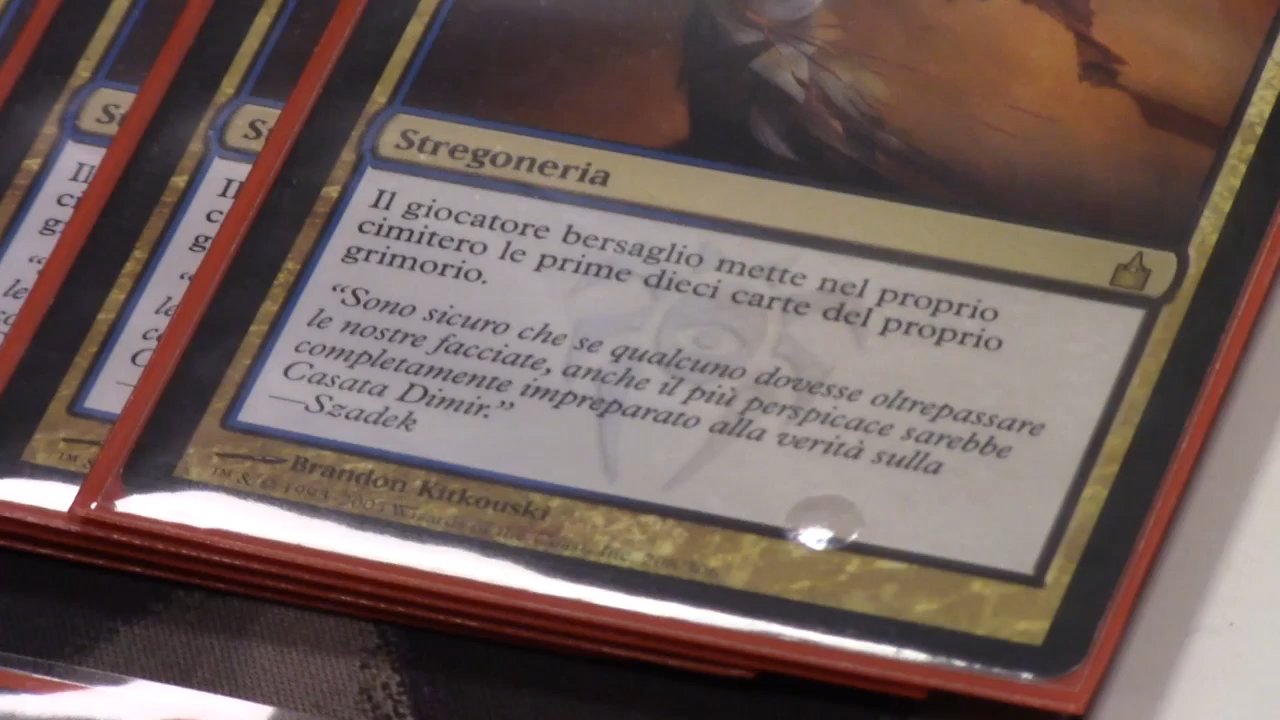 Stregoneria
Il giocatore bersaglio mette nel proprio
cimitero le prime dieci carte del proprio
grimorio.
“Sono sicuro che se qualcuno dovesse oltrepassare
le nostre facciate, anche il più perspicace sarebbe
completamente impreparato alla verità sulla
Casata Dimir.”
—Szadek
Brandon Kitkouski